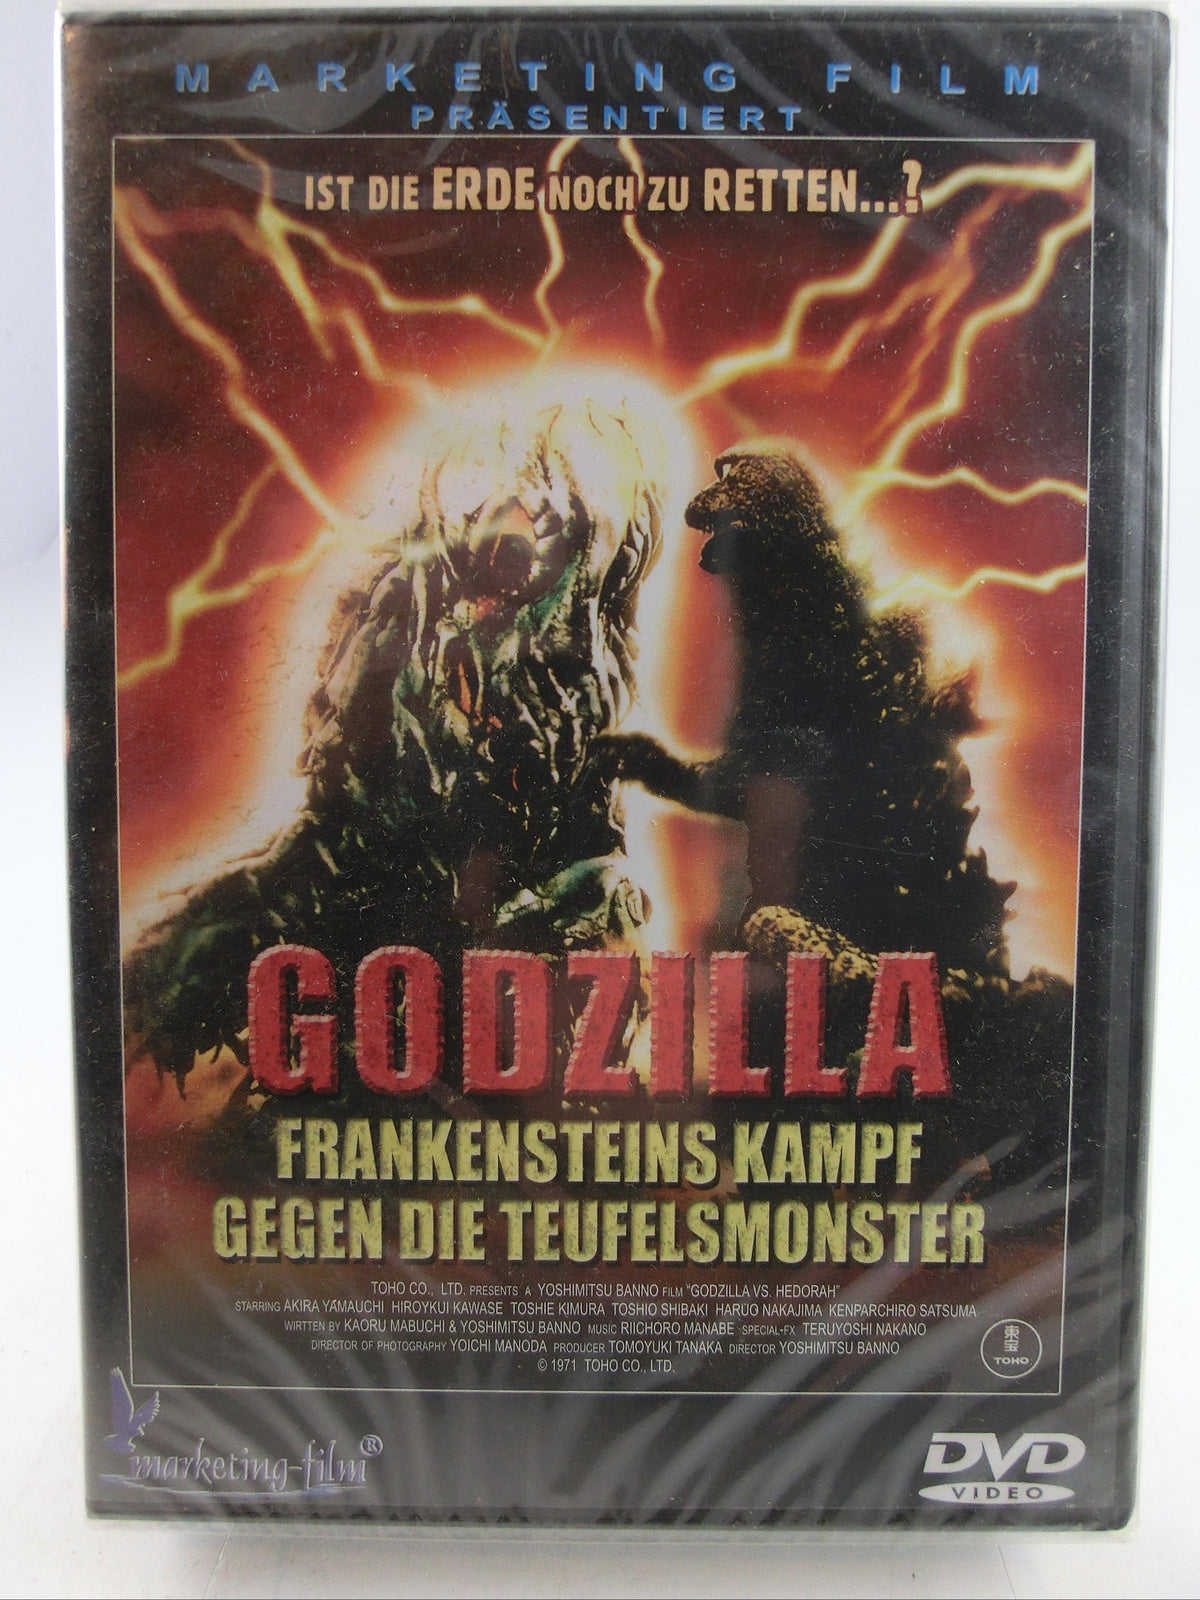 MARKETING FILM
PRÄSENTIERT
IST DIE ERDE NOCH ZU RETTEN...?
GODZILLA
FRANKENSTEINS KAMPF
GEGEN DIE TEUFELSMONSTER
TOHO CO., LTD. PRESENTS A YOSHIMITSU BANNO FILM "GODZILLA VS. HEDORAH"
STARRING AKIRA YAMAUCHI HIROYKUI KAWASE TOSHIE KIMURA TOSHIO SHIBAKI HARUO NAKAJIMA KENPARCHIRO SATSUMA
WIRTTEN BY KAORU MABUCHI & YOSHIMITSU BANNO MUSIC RIICHORO MANABE SPECIAL-FX TERUYOSHI NAKANO
DIRECTOR OF PHOTOGRAPHY YOICHI MANODA PRODUCER TOMOYUKI TANAKA DIRECTOR YOSHIMITSU BANNO
© 1971 TOHO CO., LTD.
東宝
TOHO
marketing-film®
DVD
VIDEO